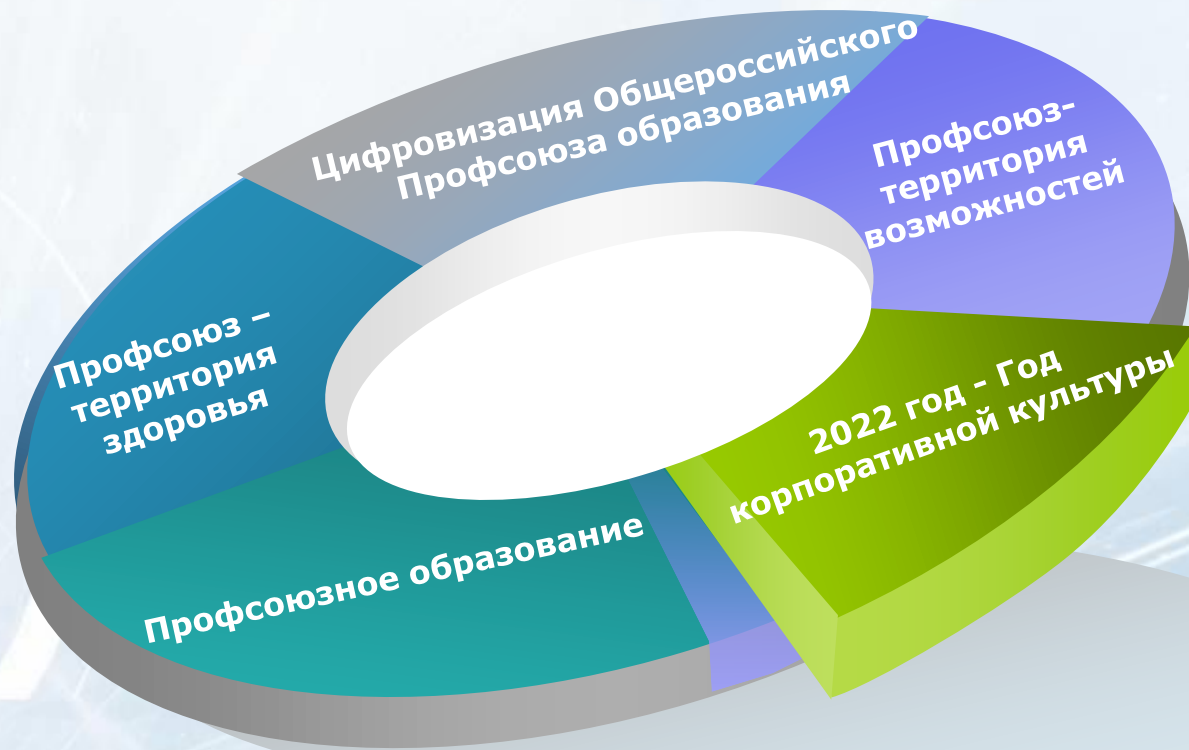 Цифровизация Общероссийского
Профсоюза образования
Профсоюз-
территория
возможностей
Профсоюз –
территория
здоровья
2022 год - Год
корпоративной культуры
Профсоюзное образование